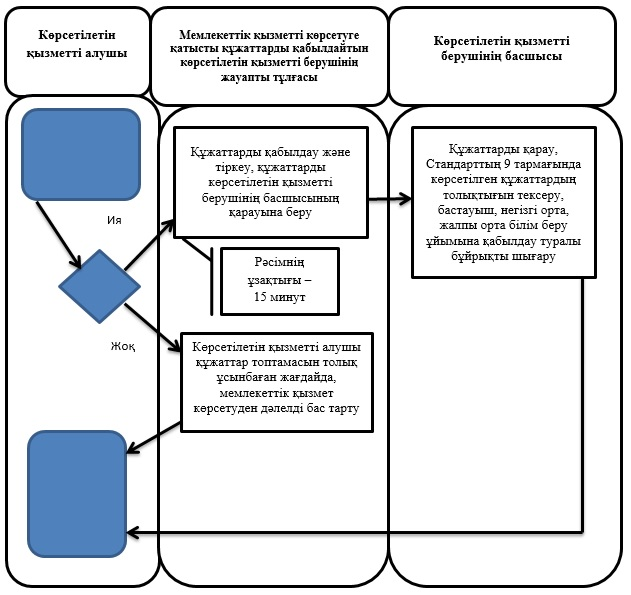 Көрсетілетін
қызметті алушы
Мемлекеттік қызметті көрсетуге
қатысты құжаттарды қабылдайтын
көрсетілетін қызметті берушінің
жауапты тұлғасы
Көрсетілетін қызметті
берушінің басшысы
Құжаттарды қабылдау және
тіркеу, құжаттарды
көрсетілетін қызметті
берушінің басшысының
қарауына беру
Құжаттарды қарау,
Стандарттың 9 тармағында
көрсетілген құжаттардың
толықтығын тексеру,
бастауыш, негізгі орта,
жалпы орта білім беру
ұйымына қабылдау туралы
бұйрықты шығару
Ия
Рәсімнің
ұзақтығы –
15 минут
Жоқ
Көрсетілетін қызметті алушы
құжаттар топтамасын толық
ұсынбаған жағдайда,
мемлекеттік қызмет
көрсетуден дәлелді бас тарту